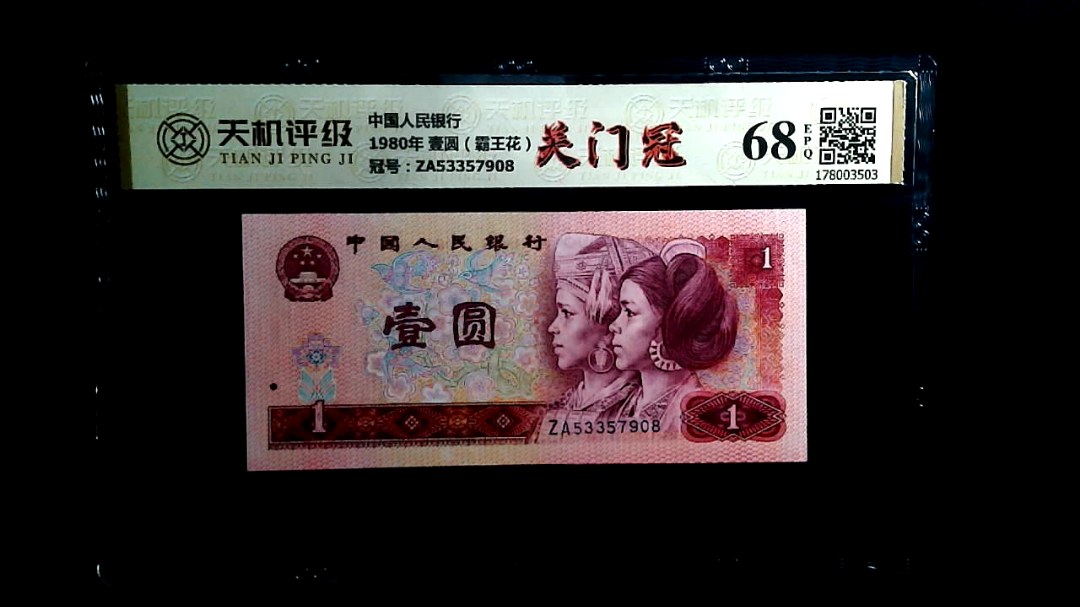 天机评级
TIAN JI PING JI
中国人民银行
1980年 壹圆（霸王花）
冠号：ZA53357908
关门冠
68
EPQ
178003503
中国人民银行
1
壹圆
1
ZA53357908
1